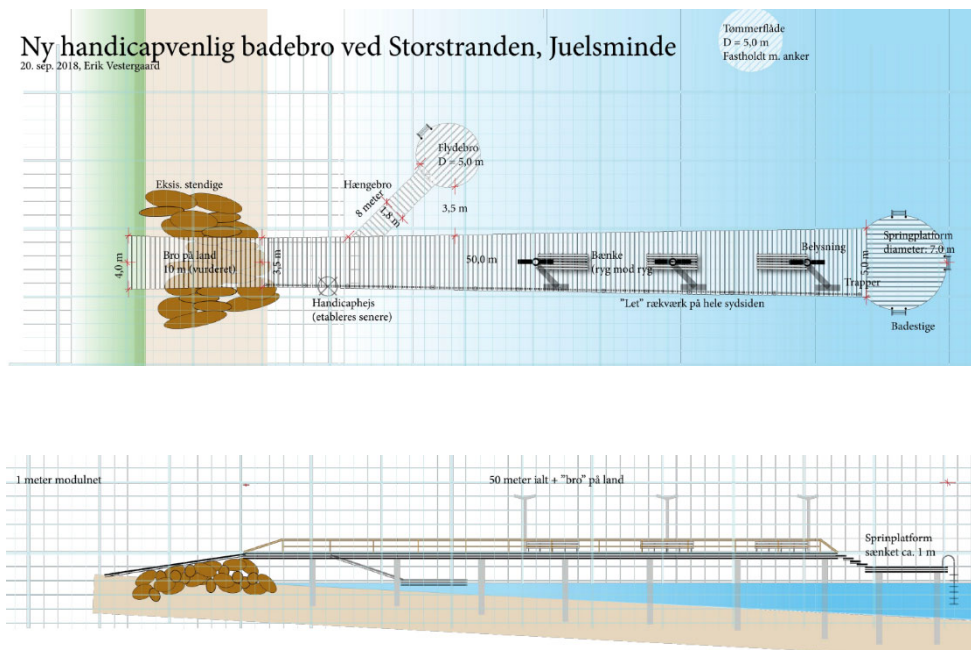 Ny handicapvenlig badebro ved Storstranden, Juelsminde
20. sep. 2018, Erik Vestergaard
Tømmerflåde
D = 5,0 m
Fastholdt m. anker
Flydebro
D = 5,0 m
Eksis. stendige
Hængebro
8 meter
1,8 m
3,5 m
4,0 m
Bro på land
10 m (vurderet)
3,5 m
50,0 m
Bænke
(ryg mod ryg
Belysning
5,0 m
Springplatform
diameter: 7.0 m
Trapper
Handicaphejs
(etableres senere)
"Let" rækværk på hele sydsiden
Badestige
1 meter modulnet
50 meter ialt + "bro" på land
Sprinplatform
sænket ca. 1 m